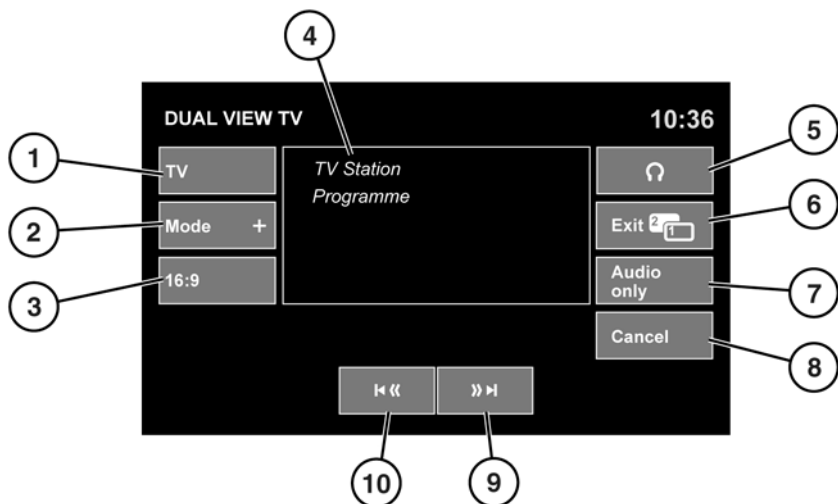 4
DUAL VIEW TV
10:36
5
1
TV
TV Station
Programme
2
Mode +
Exit 2 1
6
3
16:9
Audio
only
7
Cancel
8
10
9